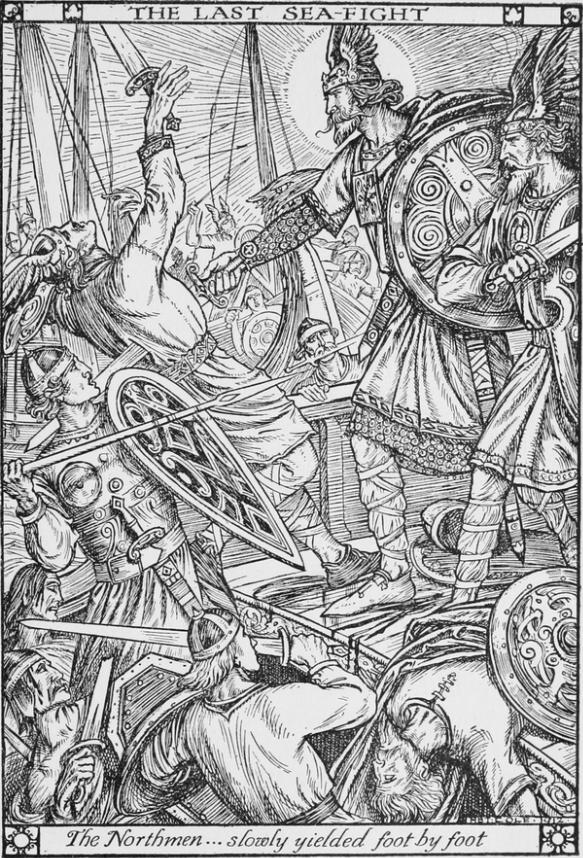 THE LAST SEA-FIGHT
The Northmen... slowly yielded foot by foot